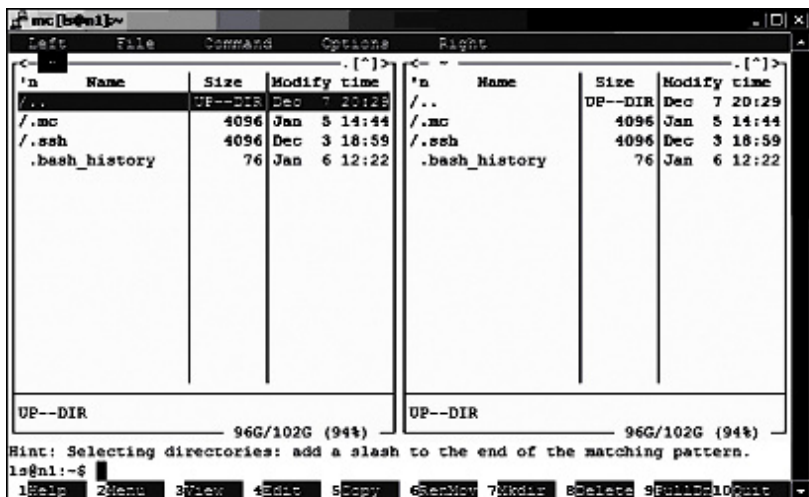 mc [ls@n1]:~
Left File Command Options Right
<- ~ .[^]> <- ~ .[^]>
'n Name Size Modify time 'n Name Size Modify time
/.. UP--DIR Dec 7 20:29 /.. UP--DIR Dec 7 20:29
/.mc 4096 Jan 5 14:44 /.mc 4096 Jan 5 14:44
/.ssh 4096 Dec 3 18:59 /.ssh 4096 Dec 3 18:59
.bash_history 76 Jan 6 12:22 .bash_history 76 Jan 6 12:22
UP--DIR UP--DIR
96G/102G (94%) 96G/102G (94%)
Hint: Selecting directories: add a slash to the end of the matching pattern.
ls@n1:~$
1Help 2Menu 3View 4Edit 5Copy 6RenMov 7Mkdir 8Delete 9PullDn 10Quit